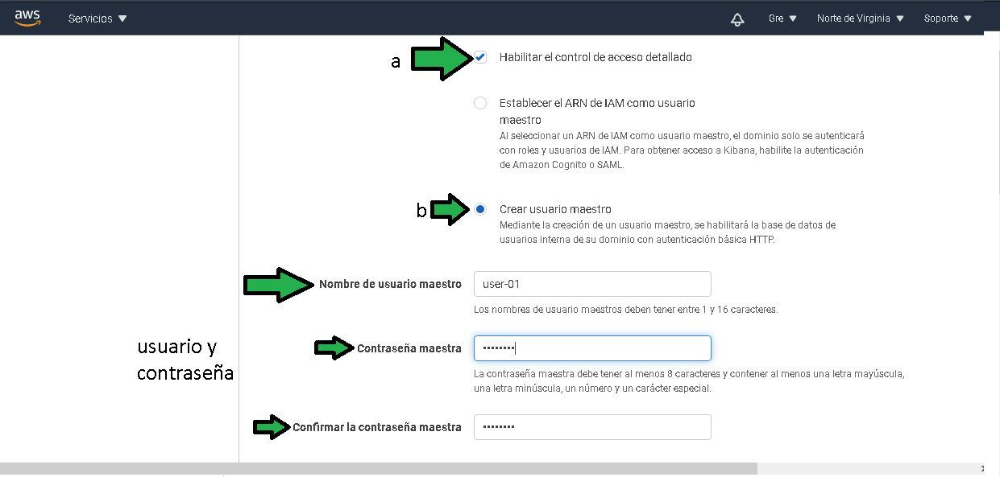 aws
Servicios
Gre
Norte de Virginia
Soporte
a
Habilitar el control de acceso detallado
Establecer el ARN de IAM como usuario
maestro
Al seleccionar un ARN de IAM como usuario maestro, el dominio solo se autenticará
con roles y usuarios de IAM. Para obtener acceso a Kibana, habilite la autenticación
de Amazon Cognito o SAML.
b
Crear usuario maestro
Mediante la creación de un usuario maestro, se habilitará la base de datos de
usuarios interna de su dominio con autenticación básica HTTP.
Nombre de usuario maestro
user-01
Los nombres de usuario maestros deben tener entre 1 y 16 caracteres.
usuario y
contraseña
Contraseña maestra
••••••••
La contraseña maestra debe tener al menos 8 caracteres y contener al menos una letra mayúscula,
una letra minúscula, un número y un carácter especial.
Confirmar la contraseña maestra
••••••••